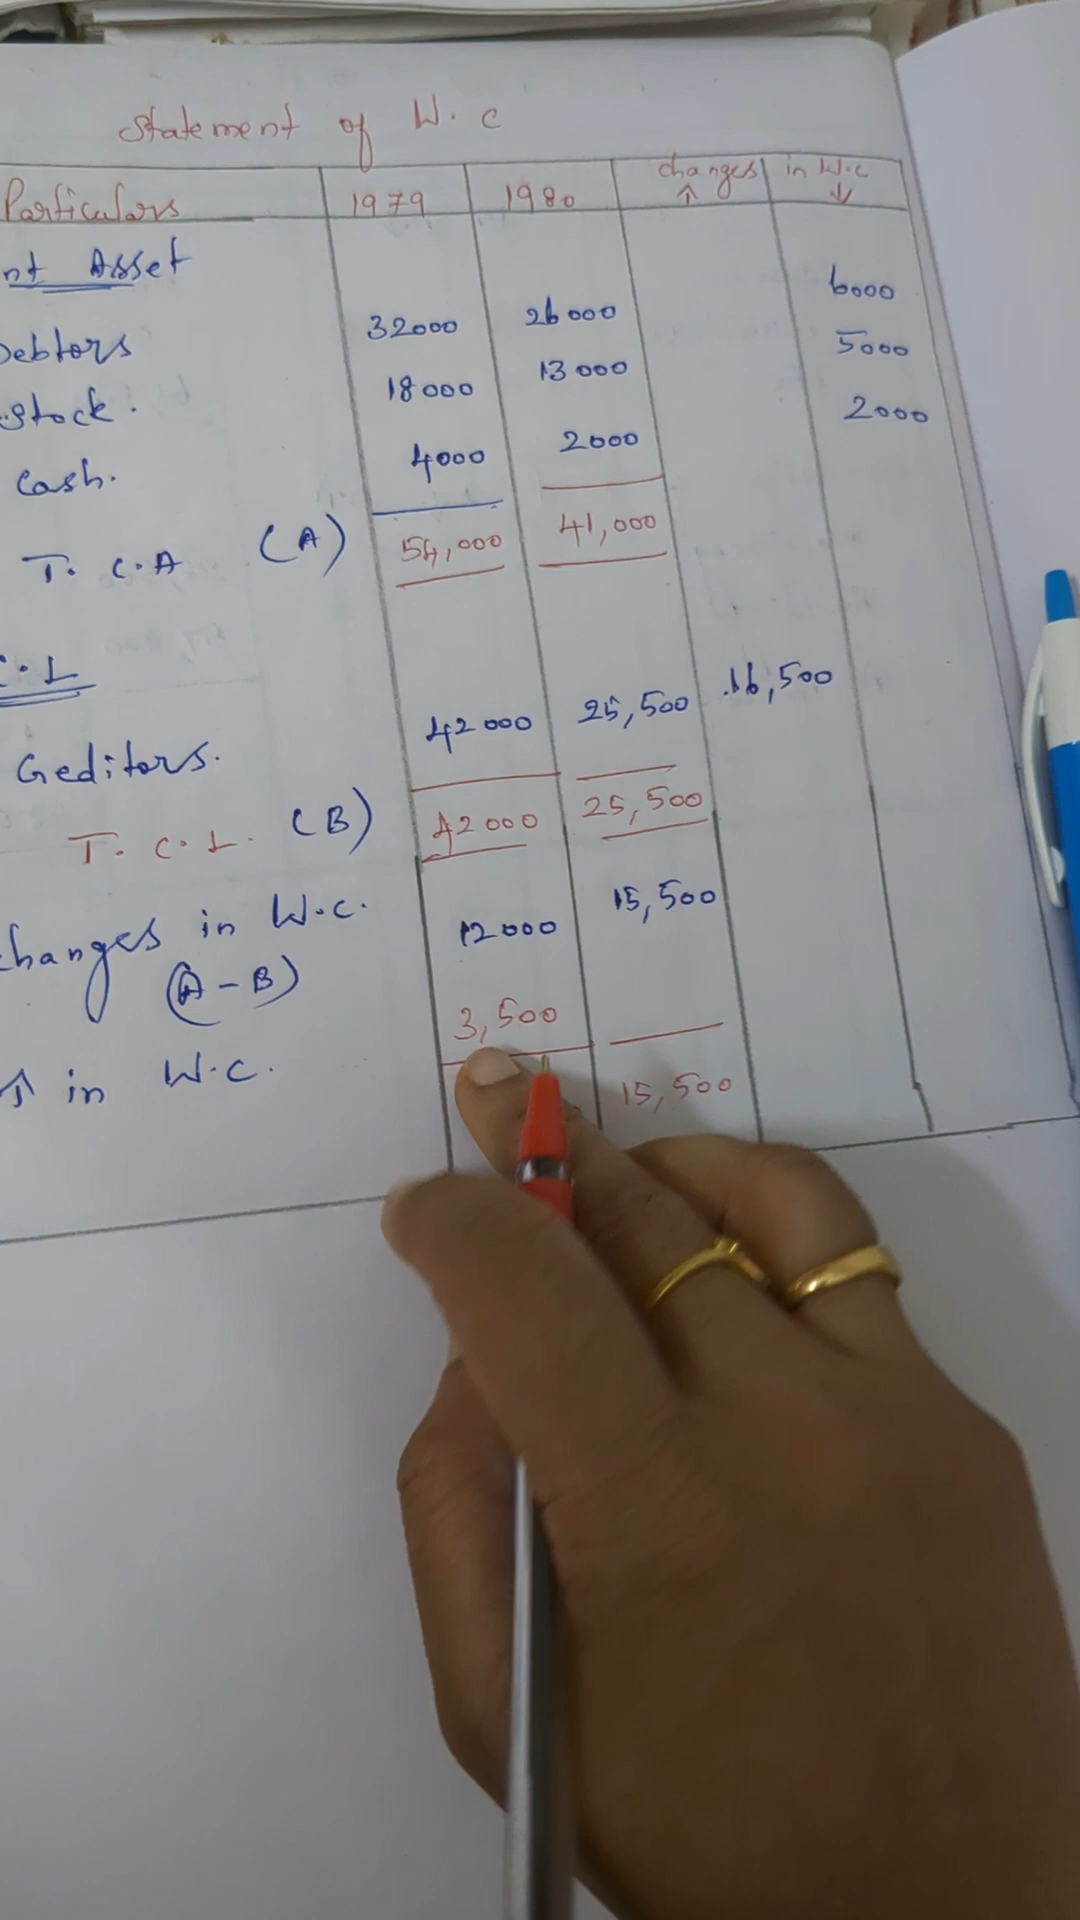 Statement of W.c
Particulars 1979 1980 changes in W.c
↑ ↓
nt Asset
Debtors 32000 26000 6000
Stock. 18000 13000 5000
Cash. 4000 2000 2000
T. C.A (A) 54,000 41,000
C.L
Creditors. 42000 25,500 16,500
T. C.L. (B) 42000 25,500
changes in W.c. 12000 15,500
(A-B)
↑ in W.C. 3,500
15,500